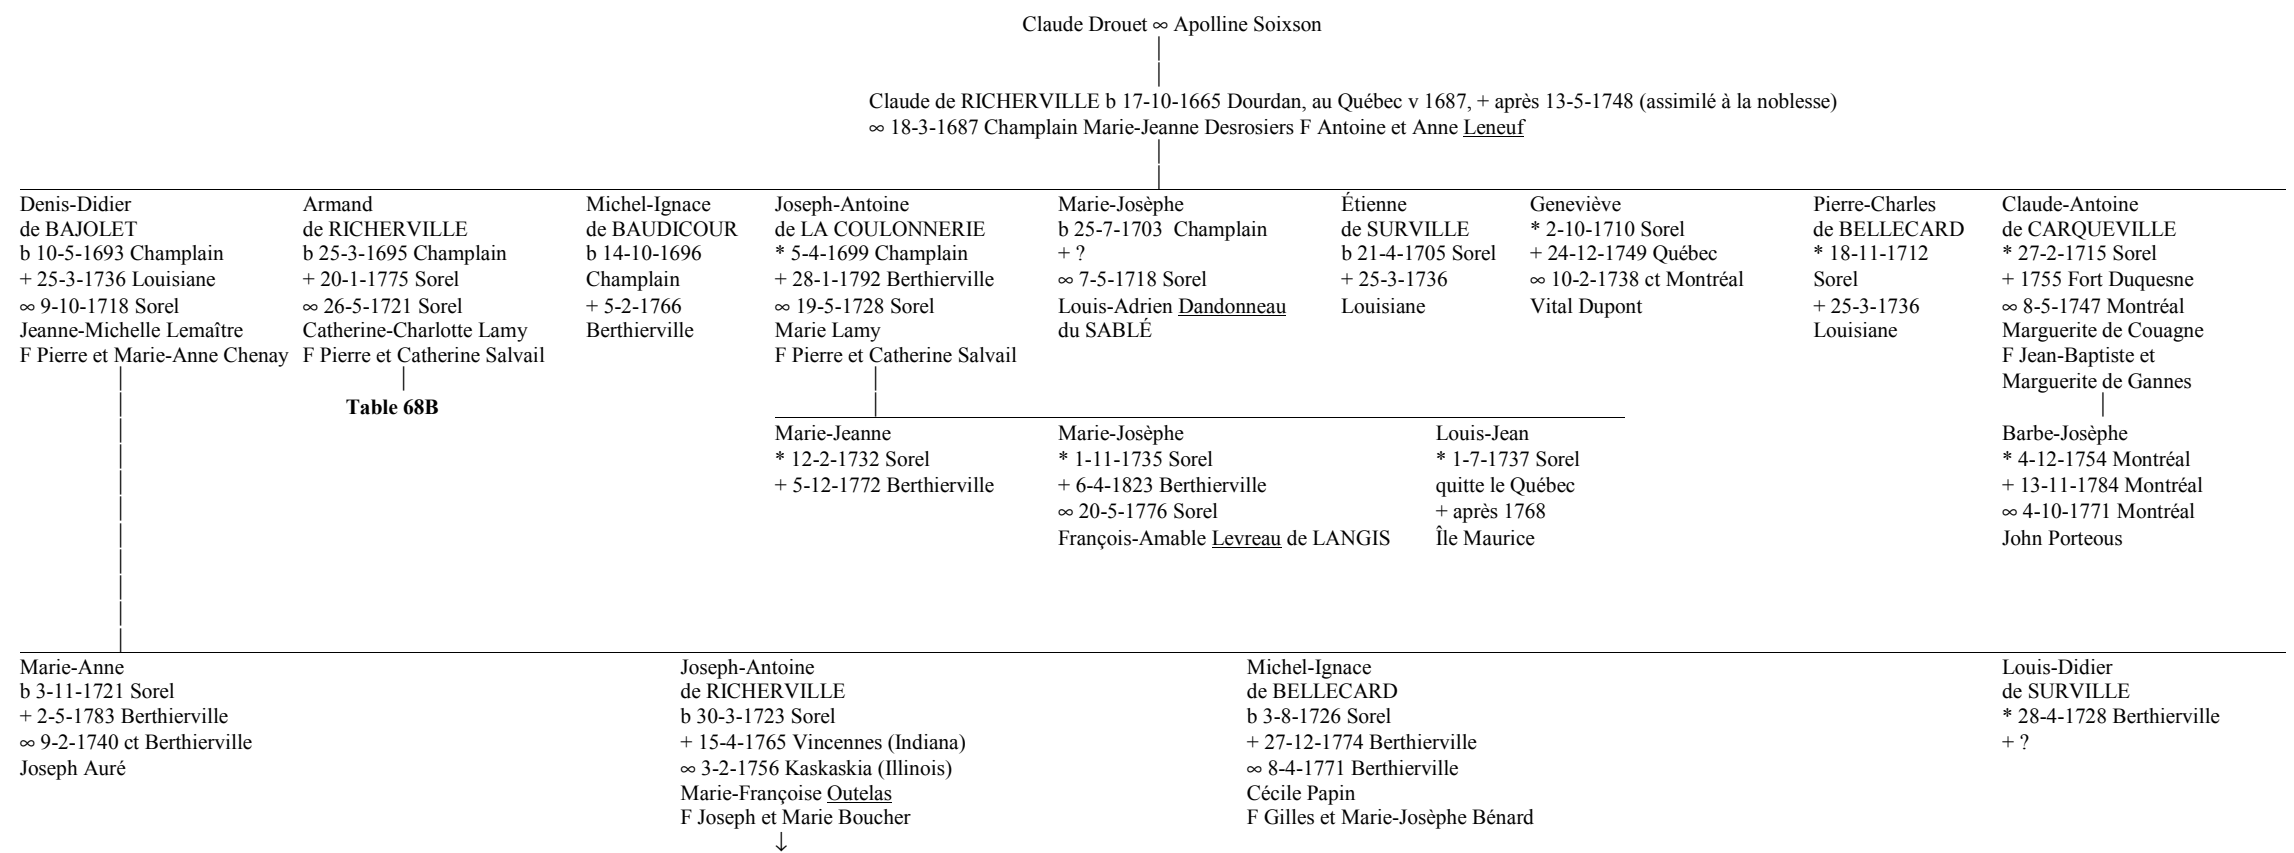 Claude Drouet ∞ Apolline Soixson
Claude de RICHERVILLE b 17-10-1665 Dourdan, au Québec v 1687, + après 13-5-1748 (assimilé à la noblesse)
∞ 18-3-1687 Champlain Marie-Jeanne Desrosiers F Antoine et Anne Leneuf
Denis-Didier
de BAJOLET
b 10-5-1693 Champlain
+ 25-3-1736 Louisiane
∞ 9-10-1718 Sorel
Jeanne-Michelle Lemaître
F Pierre et Marie-Anne Chenay
Armand
de RICHERVILLE
b 25-3-1695 Champlain
+ 20-1-1775 Sorel
∞ 26-5-1721 Sorel
Catherine-Charlotte Lamy
F Pierre et Catherine Salvail
Table 68B
Michel-Ignace
de BAUDICOUR
b 14-10-1696
Champlain
+ 5-2-1766
Berthierville
Joseph-Antoine
de LA COULONNERIE
* 5-4-1699 Champlain
+ 28-1-1792 Berthierville
∞ 19-5-1728 Sorel
Marie Lamy
F Pierre et Catherine Salvail
Marie-Josèphe
b 25-7-1703 Champlain
+ ?
∞ 7-5-1718 Sorel
Louis-Adrien Dandonneau
du SABLÉ
Étienne
de SURVILLE
b 21-4-1705 Sorel
+ 25-3-1736
Louisiane
Geneviève
* 2-10-1710 Sorel
+ 24-12-1749 Québec
∞ 10-2-1738 ct Montréal
Vital Dupont
Pierre-Charles
de BELLECARD
* 18-11-1712
Sorel
+ 25-3-1736
Louisiane
Claude-Antoine
de CARQUEVILLE
* 27-2-1715 Sorel
+ 1755 Fort Duquesne
∞ 8-5-1747 Montréal
Marguerite de Couagne
F Jean-Baptiste et
Marguerite de Gannes
Marie-Jeanne
* 12-2-1732 Sorel
+ 5-12-1772 Berthierville
Marie-Josèphe
* 1-11-1735 Sorel
+ 6-4-1823 Berthierville
∞ 20-5-1776 Sorel
François-Amable Levreau de LANGIS
Louis-Jean
* 1-7-1737 Sorel
quitte le Québec
+ après 1768
Île Maurice
Barbe-Josèphe
* 4-12-1754 Montréal
+ 13-11-1784 Montréal
∞ 4-10-1771 Montréal
John Porteous
Marie-Anne
b 3-11-1721 Sorel
+ 2-5-1783 Berthierville
∞ 9-2-1740 ct Berthierville
Joseph Auré
Joseph-Antoine
de RICHERVILLE
b 30-3-1723 Sorel
+ 15-4-1765 Vincennes (Indiana)
∞ 3-2-1756 Kaskaskia (Illinois)
Marie-Françoise Outelas
F Joseph et Marie Boucher
↓
Michel-Ignace
de BELLECARD
b 3-8-1726 Sorel
+ 27-12-1774 Berthierville
∞ 8-4-1771 Berthierville
Cécile Papin
F Gilles et Marie-Josèphe Bénard
Louis-Didier
de SURVILLE
* 28-4-1728 Berthierville
+ ?